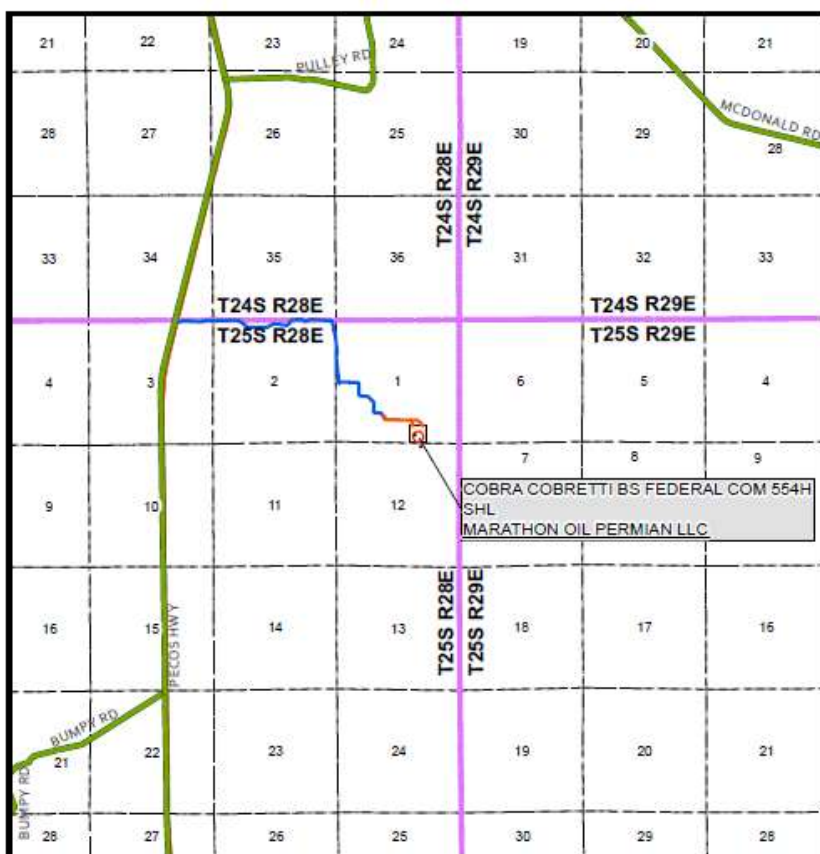 21 22 23 24 19 20 21
PULLEY RD
MCDONALD RD
28 27 26 25 30 29 28
T24S R28E
T24S R29E
33 34 35 36 31 32 33
T24S R28E T24S R29E
T25S R28E T25S R29E
4 3 2 1 6 5 4
7 8 9
COBRA COBRETTI BS FEDERAL COM 554H
SHL
MARATHON OIL PERMIAN LLC
9 10 11 12
T25S R28E
T25S R29E
16 15 14 13 18 17 16
PECOS HWY
BUMPY RD
21 22 23 24 19 20 21
BUMPY RD
28 27 26 25 30 29 28